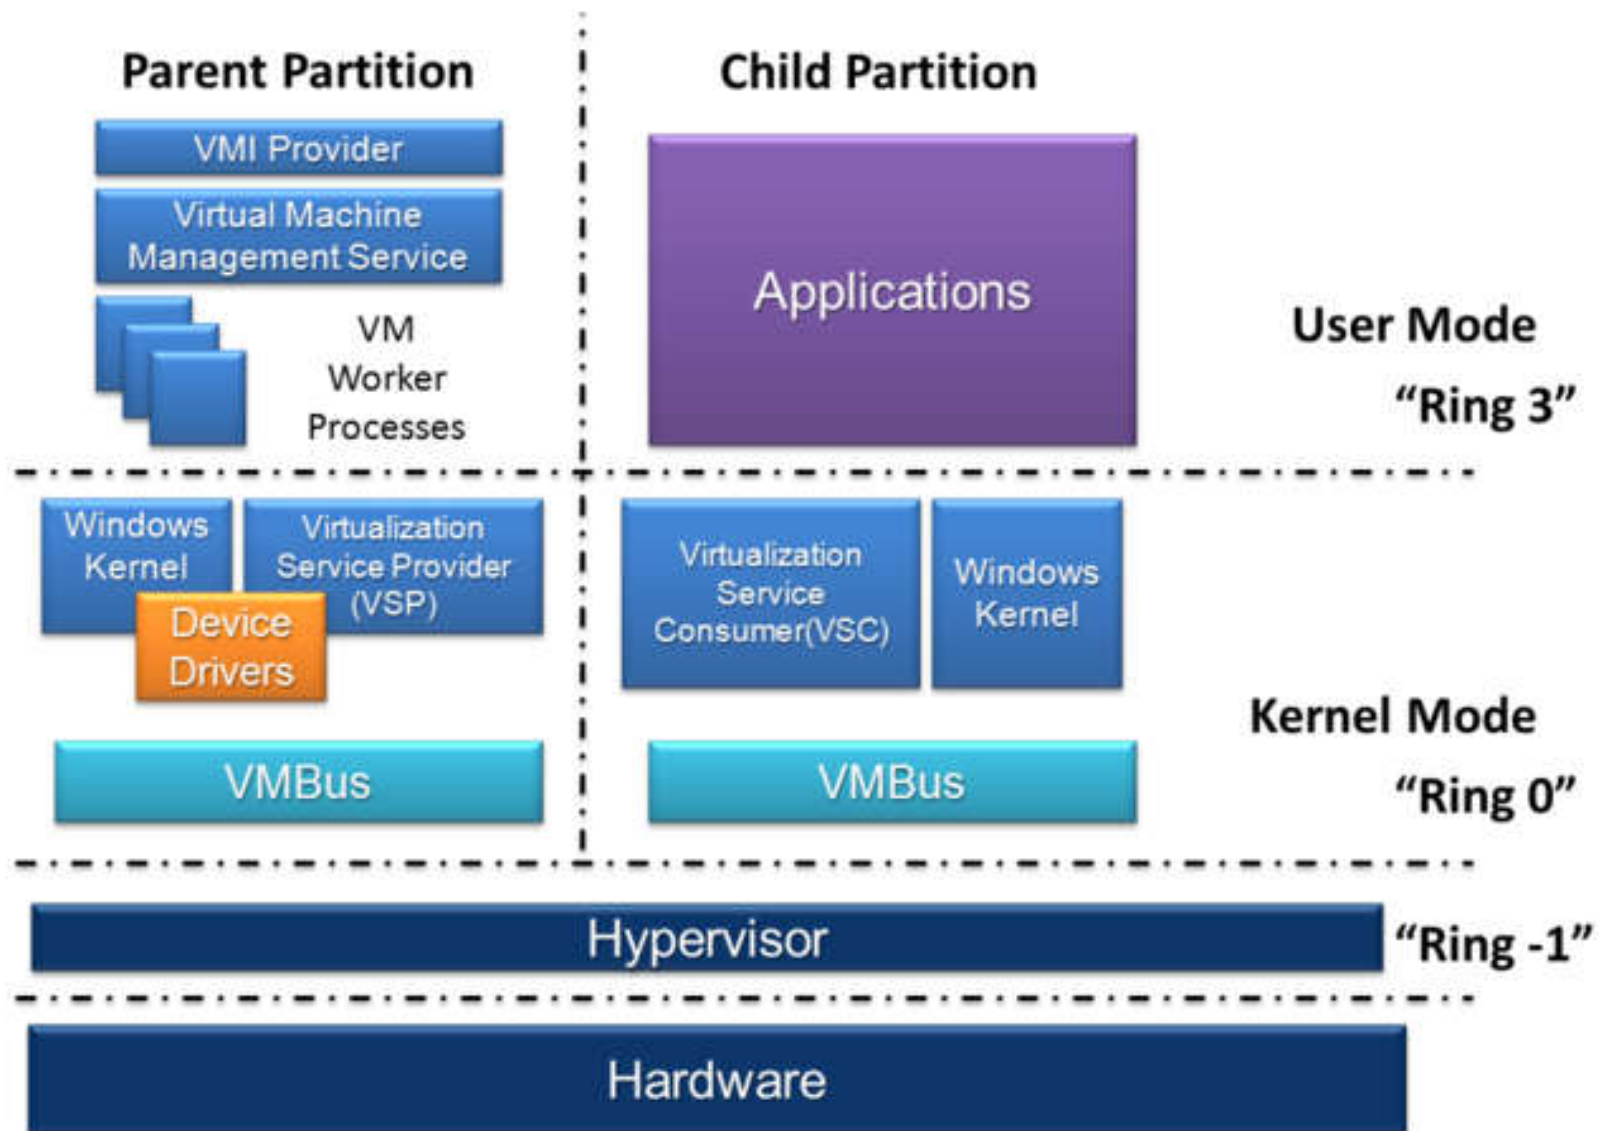 Parent Partition
Child Partition
VMI Provider
Virtual Machine
Management Service
VM
Worker
Processes
Applications
User Mode
“Ring 3”
Windows
Kernel
Virtualization
Service Provider
(VSP)
Device
Drivers
VMBus
Virtualization
Service
Consumer(VSC)
Windows
Kernel
VMBus
Kernel Mode
“Ring 0”
Hypervisor
“Ring -1”
Hardware